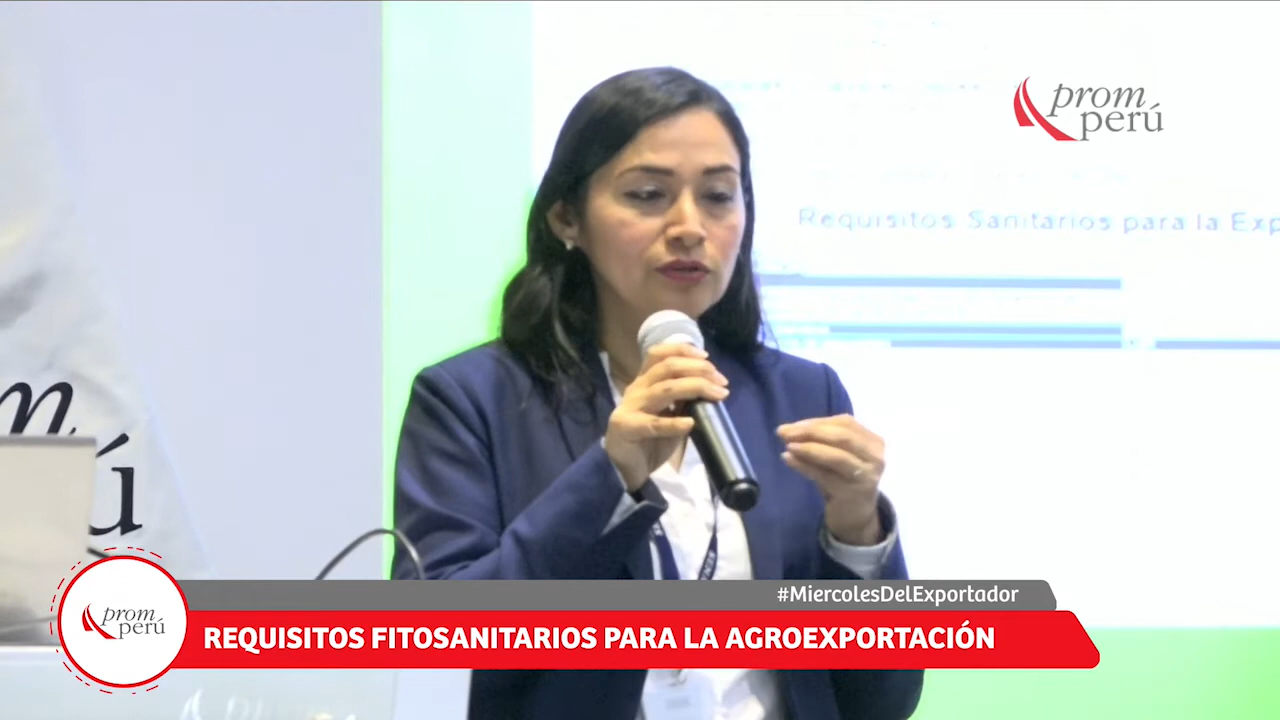 prom
perú
Requisitos Sanitarios para la Exp
m
ú
#MiercolesDelExportador
prom
perú
REQUISITOS FITOSANITARIOS PARA LA AGROEXPORTACIÓN